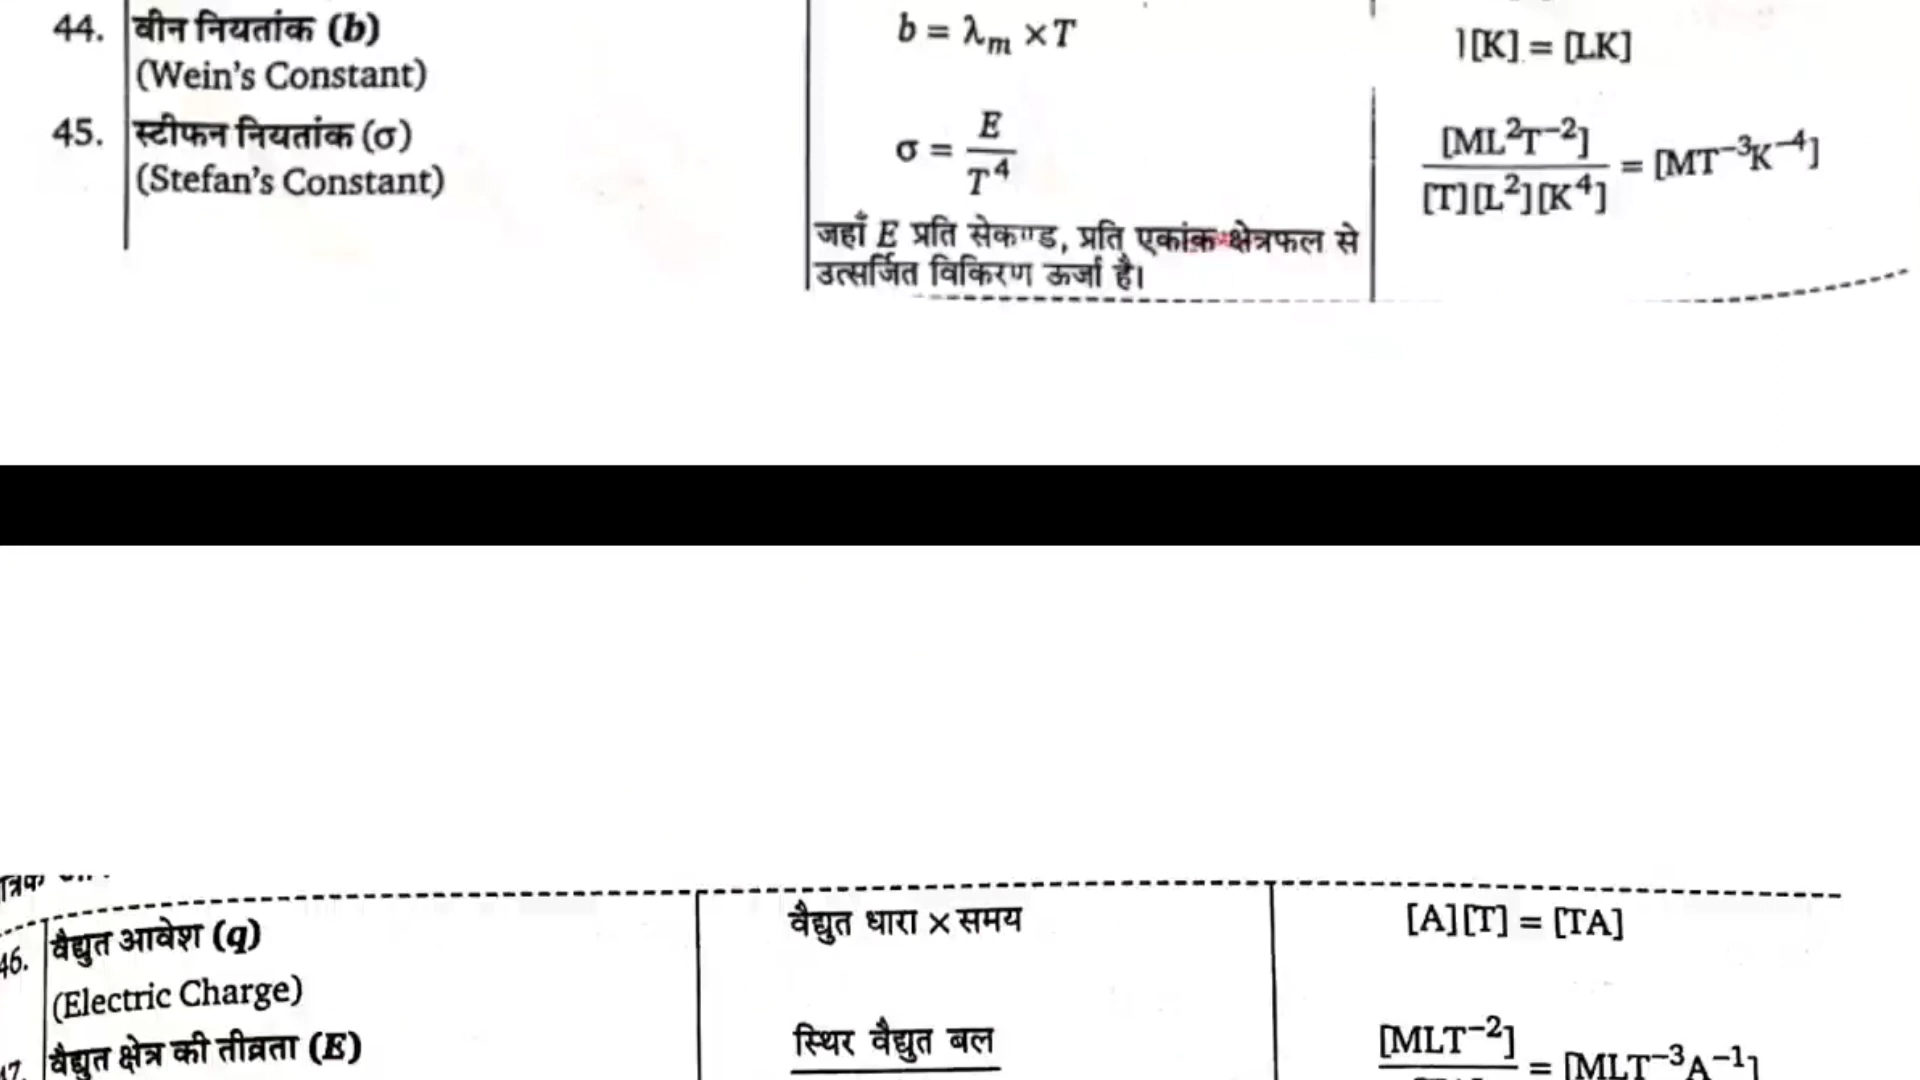 44. वीन नियतांक (b) b = λₘ × T [K] = [LK]
(Wein's Constant)
45. स्टीफन नियतांक (σ) σ = E/T⁴ [ML²T⁻²]/[T][L²][K⁴] = [MT⁻³K⁻⁴]
(Stefan's Constant)
जहाँ E प्रति सेकण्ड, प्रति एकांक क्षेत्रफल से
उत्सर्जित विकिरण ऊर्जा है।
46. वैद्युत आवेश (q) वैद्युत धारा × समय [A][T] = [TA]
(Electric Charge)
वैद्युत क्षेत्र की तीव्रता (E) स्थिर वैद्युत बल [MLT⁻²] = [MLT⁻³A⁻¹]